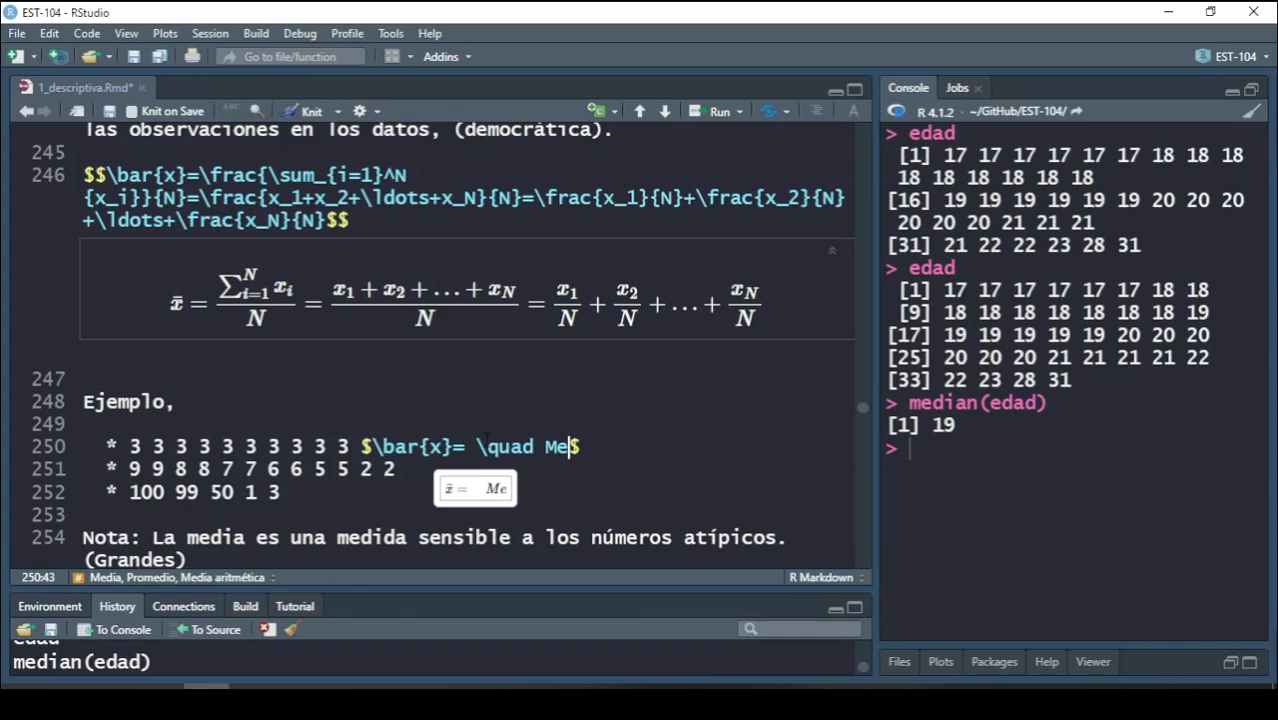 EST-104 - RStudio
File Edit Code View Plots Session Build Debug Profile Tools Help
Go to file/function Addins EST-104
1_descriptiva.Rmd*
Knit on Save Knit Run
las observaciones en los datos, (democrática).
245
246 $$\bar{x}=\frac{\sum_{i=1}^N
{x_i}}{N}=\frac{x_1+x_2+\ldots+x_N}{N}=\frac{x_1}{N}+\frac{x_2}{N}
+\ldots+\frac{x_N}{N}$$
x̄ = ∑ᵢ₌₁ᴺ xᵢ / N = x₁ + x₂ + … + x_N / N = x₁/N + x₂/N + … + x_N/N
247
248 Ejemplo,
249
250 * 3 3 3 3 3 3 3 3 3 3 $\bar{x}= \quad Me$
251 * 9 9 8 8 7 7 6 6 5 5 2 2
x̄ = Me
252 * 100 99 50 1 3
253
254 Nota: La media es una medida sensible a los números atípicos.
(Grandes)
250:43 # Media, Promedio, Media aritmética R Markdown
Environment History Connections Build Tutorial
To Console To Source
edad
median(edad)
Console Jobs
R 4.1.2 · ~/GitHub/EST-104/
> edad
[1] 17 17 17 17 17 17 18 18 18
18 18 18 18 18 18
[16] 19 19 19 19 19 19 20 20 20
20 20 20 21 21 21
[31] 21 22 22 23 28 31
> edad
[1] 17 17 17 17 17 17 18 18
[9] 18 18 18 18 18 18 18 19
[17] 19 19 19 19 19 20 20 20
[25] 20 20 20 21 21 21 21 22
[33] 22 23 28 31
> median(edad)
[1] 19
>
Files Plots Packages Help Viewer